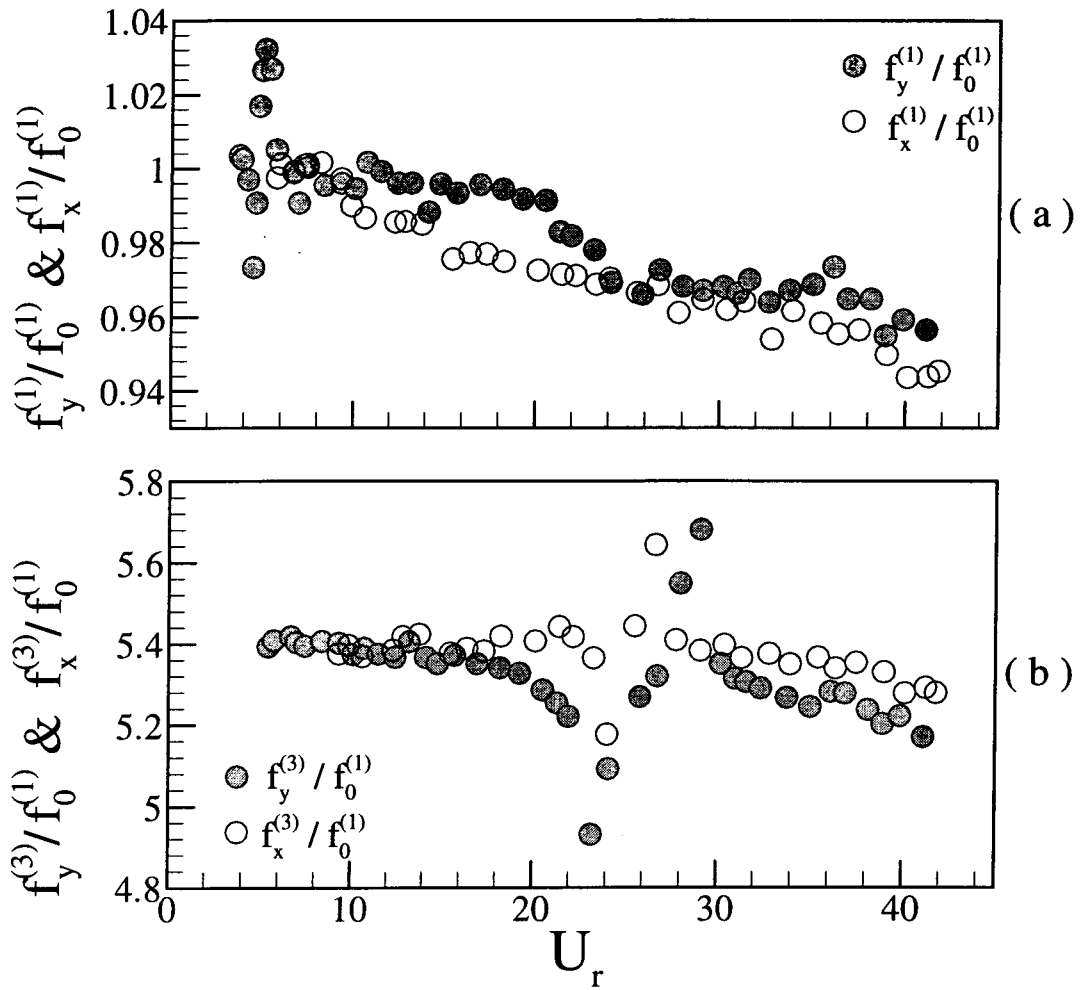 1.04
1.02
1
0.98
0.96
0.94
f_y^(1)/f_0^(1) & f_x^(1)/f_0^(1)
f_y^(1) / f_0^(1)
f_x^(1) / f_0^(1)
(a)
5.8
5.6
5.4
5.2
5
4.8
f_y^(3)/f_0^(1) & f_x^(3)/f_0^(1)
f_y^(3) / f_0^(1)
f_x^(3) / f_0^(1)
(b)
0 10 20 30 40
U_r